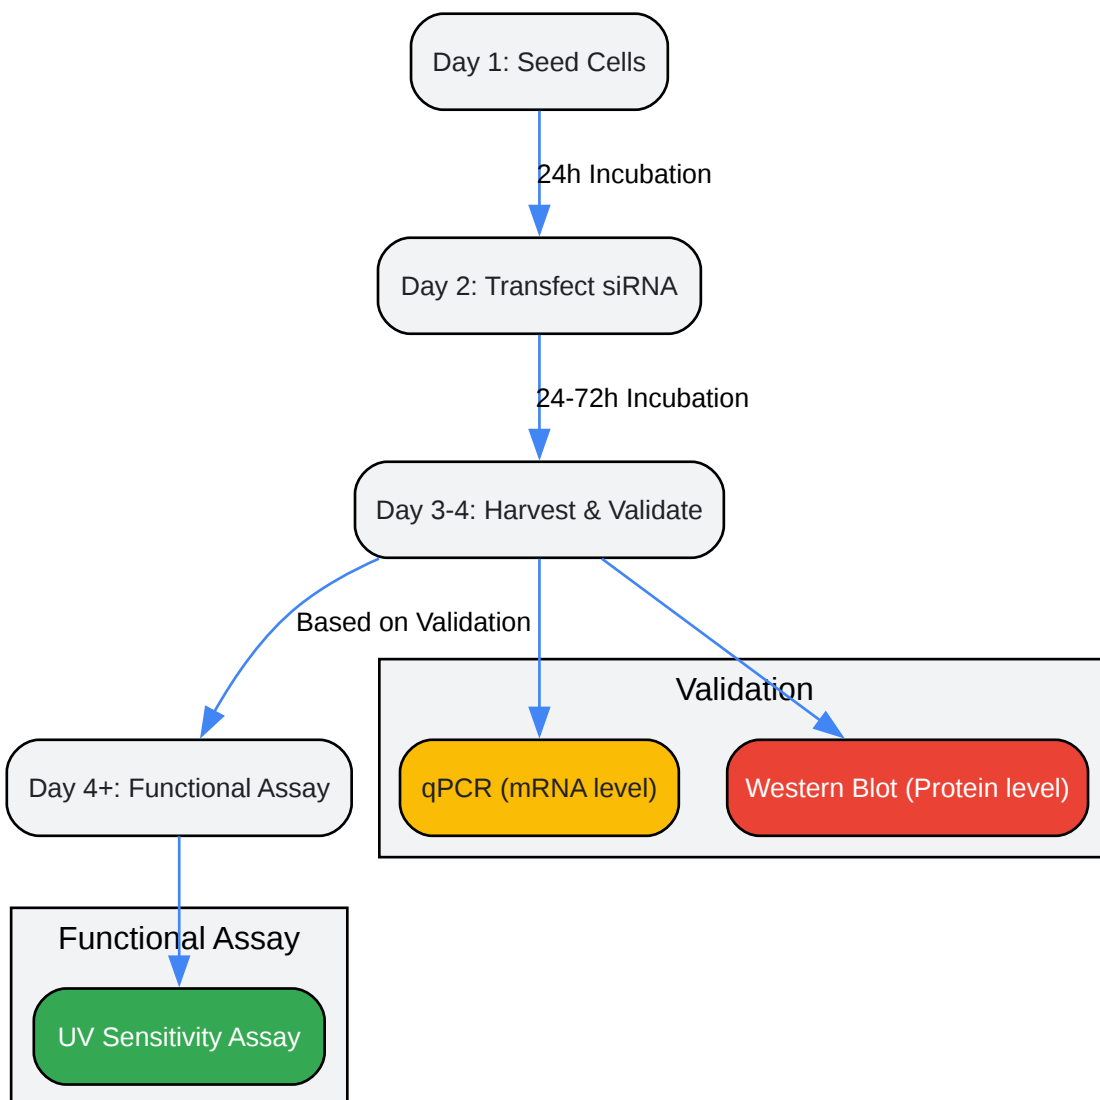 Day 1: Seed Cells
24h Incubation
Day 2: Transfect siRNA
24-72h Incubation
Day 3-4: Harvest & Validate
Based on Validation
Validation
Day 4+: Functional Assay
qPCR (mRNA level)
Western Blot (Protein level)
Functional Assay
UV Sensitivity Assay